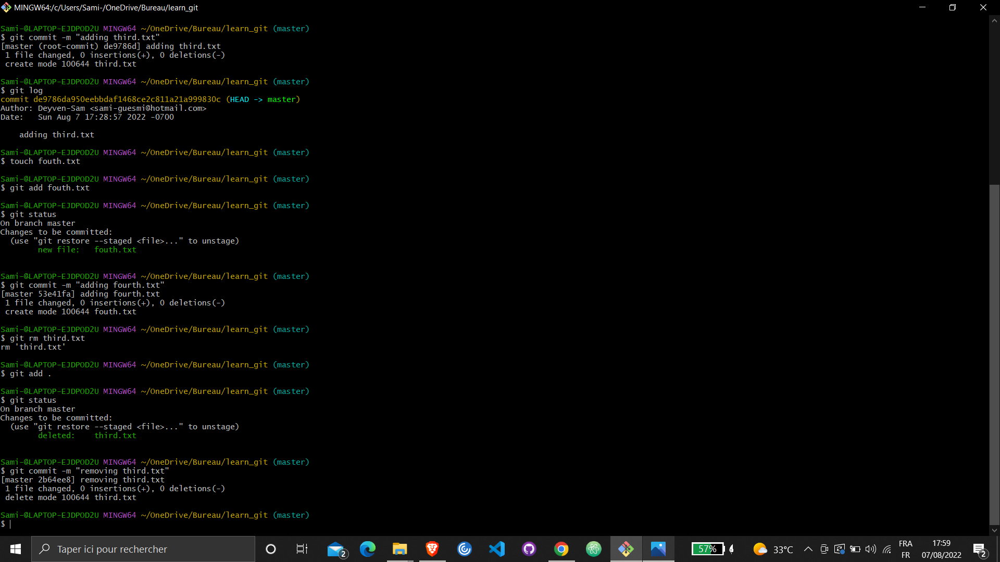 MINGW64:/c/Users/Sami-/OneDrive/Bureau/learn_git
Sami-@LAPTOP-EJDPOD2U MINGW64 ~/OneDrive/Bureau/learn_git (master)
$ git commit -m "adding third.txt"
[master (root-commit) de9786d] adding third.txt
 1 file changed, 0 insertions(+), 0 deletions(-)
 create mode 100644 third.txt
Sami-@LAPTOP-EJDPOD2U MINGW64 ~/OneDrive/Bureau/learn_git (master)
$ git log
commit de9786da950eebbdaf1468ce2c811a21a999830c (HEAD -> master)
Author: Deyven-Sam <sami-guesmi@hotmail.com>
Date:   Sun Aug 7 17:28:57 2022 -0700
    adding third.txt
Sami-@LAPTOP-EJDPOD2U MINGW64 ~/OneDrive/Bureau/learn_git (master)
$ touch fouth.txt
Sami-@LAPTOP-EJDPOD2U MINGW64 ~/OneDrive/Bureau/learn_git (master)
$ git add fouth.txt
Sami-@LAPTOP-EJDPOD2U MINGW64 ~/OneDrive/Bureau/learn_git (master)
$ git status
On branch master
Changes to be committed:
  (use "git restore --staged <file>..." to unstage)
        new file:   fouth.txt
Sami-@LAPTOP-EJDPOD2U MINGW64 ~/OneDrive/Bureau/learn_git (master)
$ git commit -m "adding fourth.txt"
[master 53e41fa] adding fourth.txt
 1 file changed, 0 insertions(+), 0 deletions(-)
 create mode 100644 fouth.txt
Sami-@LAPTOP-EJDPOD2U MINGW64 ~/OneDrive/Bureau/learn_git (master)
$ git rm third.txt
rm 'third.txt'
Sami-@LAPTOP-EJDPOD2U MINGW64 ~/OneDrive/Bureau/learn_git (master)
$ git add .
Sami-@LAPTOP-EJDPOD2U MINGW64 ~/OneDrive/Bureau/learn_git (master)
$ git status
On branch master
Changes to be committed:
  (use "git restore --staged <file>..." to unstage)
        deleted:    third.txt
Sami-@LAPTOP-EJDPOD2U MINGW64 ~/OneDrive/Bureau/learn_git (master)
$ git commit -m "removing third.txt"
[master 2b64ee8] removing third.txt
 1 file changed, 0 insertions(+), 0 deletions(-)
 delete mode 100644 third.txt
Sami-@LAPTOP-EJDPOD2U MINGW64 ~/OneDrive/Bureau/learn_git (master)
$
Taper ici pour rechercher
2
57%
33°C
FRA
FR
17:59
07/08/2022
2